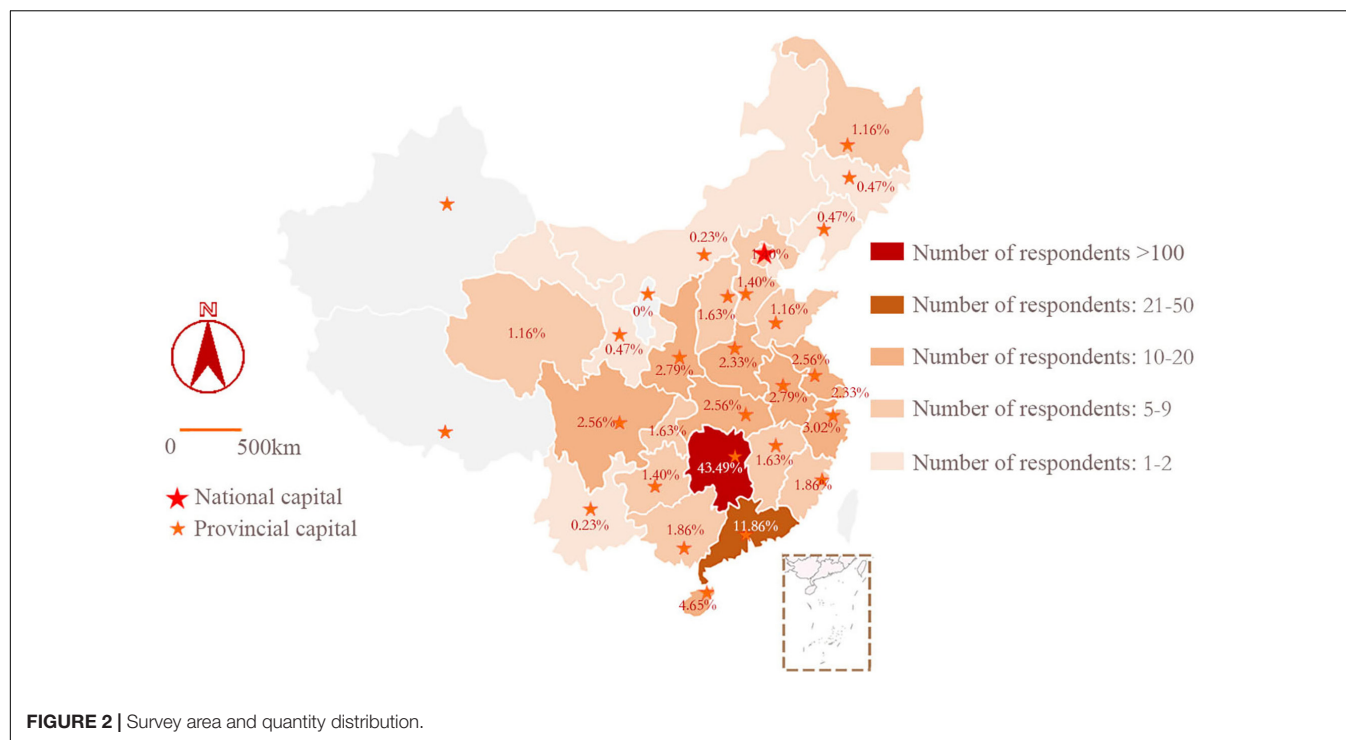 1.16%
0.47%
0.47%
0.23%
1.40%
1.63%
1.16%
0%
1.16%
0.47%
2.79%
2.33%
2.56%
2.79%
2.33%
2.56%
2.56%
3.02%
1.63%
43.49%
1.63%
1.40%
1.86%
0.23%
1.86%
11.86%
4.65%
N
0 500km
National capital
Provincial capital
Number of respondents >100
Number of respondents: 21-50
Number of respondents: 10-20
Number of respondents: 5-9
Number of respondents: 1-2
FIGURE 2 | Survey area and quantity distribution.